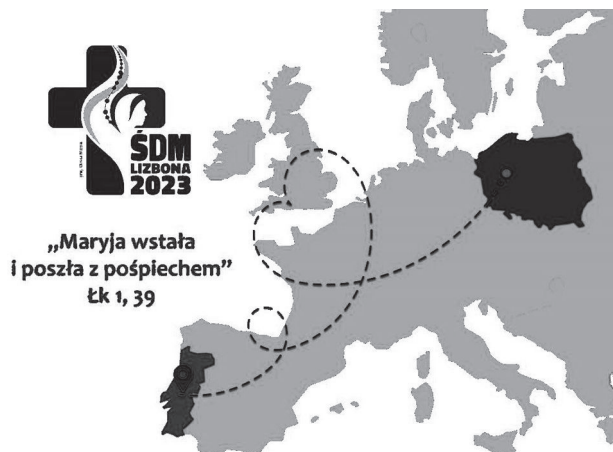 ŚDM
LIZBONA
2023
„Maryja wstała
i poszła z pośpiechem”
Łk 1, 39